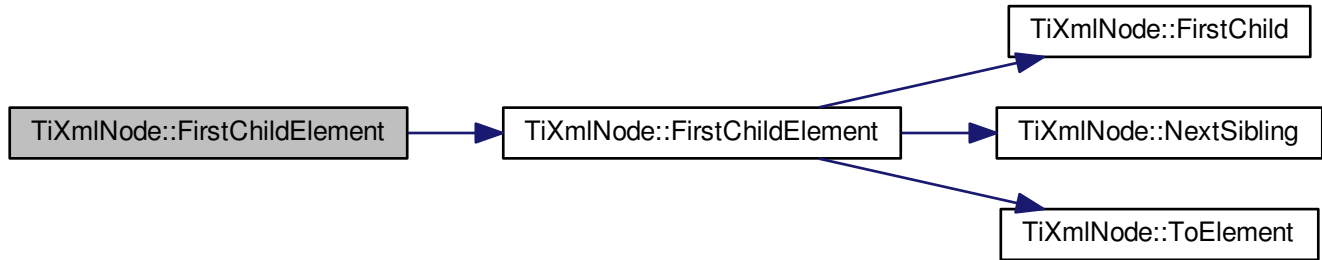 TiXmlNode::FirstChild
TiXmlNode::FirstChildElement
TiXmlNode::FirstChildElement
TiXmlNode::NextSibling
TiXmlNode::ToElement